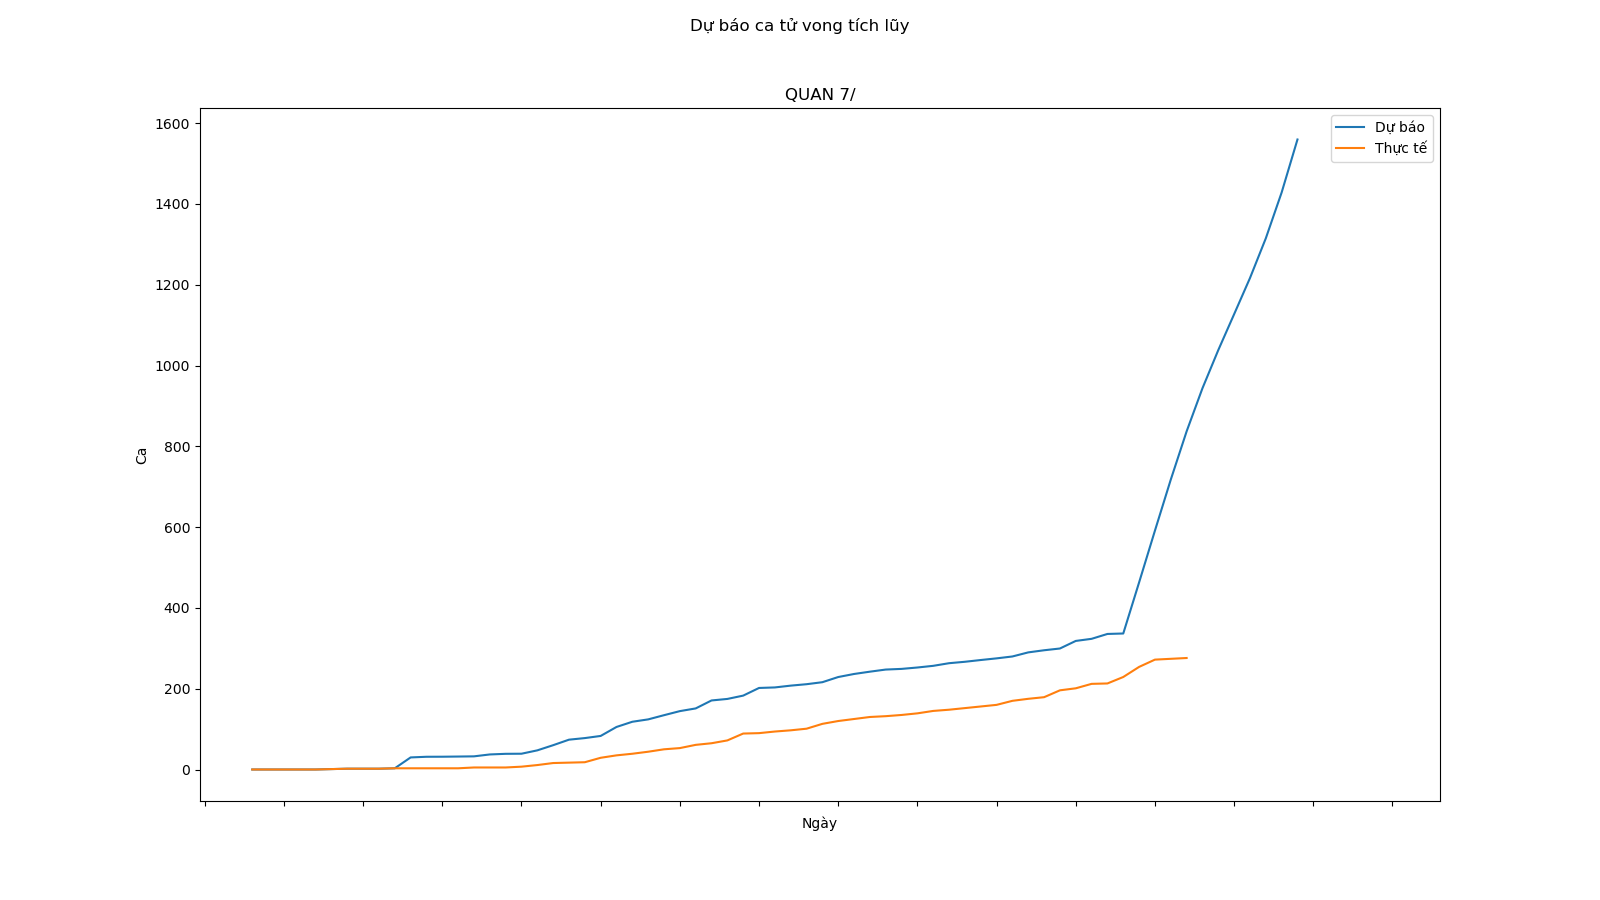 Dự báo ca tử vong tích lũy
QUAN 7/
1600
1400
1200
1000
800
600
400
200
0
Ca
Ngày
Dự báo
Thực tế